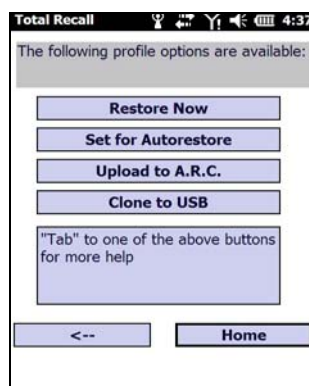 Total Recall 4:37
The following profile options are available:
Restore Now
Set for Autorestore
Upload to A.R.C.
Clone to USB
"Tab" to one of the above buttons
for more help
<-- Home